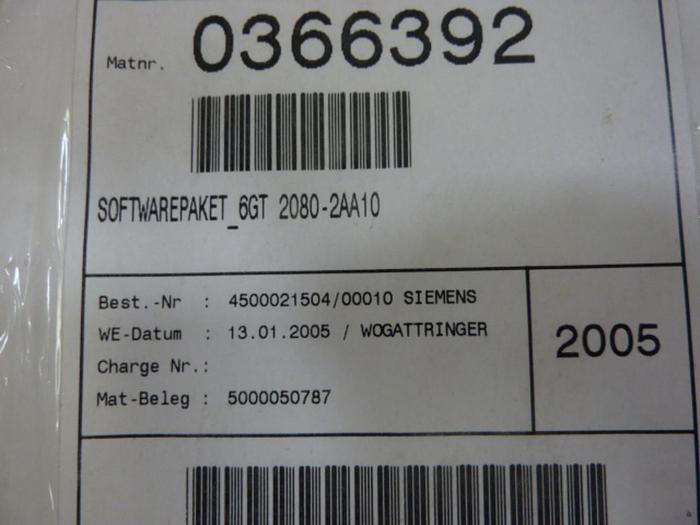 Matnr. 0366392
SOFTWAREPAKET_6GT 2080-2AA10
Best.-Nr : 4500021504/00010 SIEMENS
WE-Datum : 13.01.2005 / WOGATTRINGER
Charge Nr.:
Mat-Beleg : 5000050787
2005